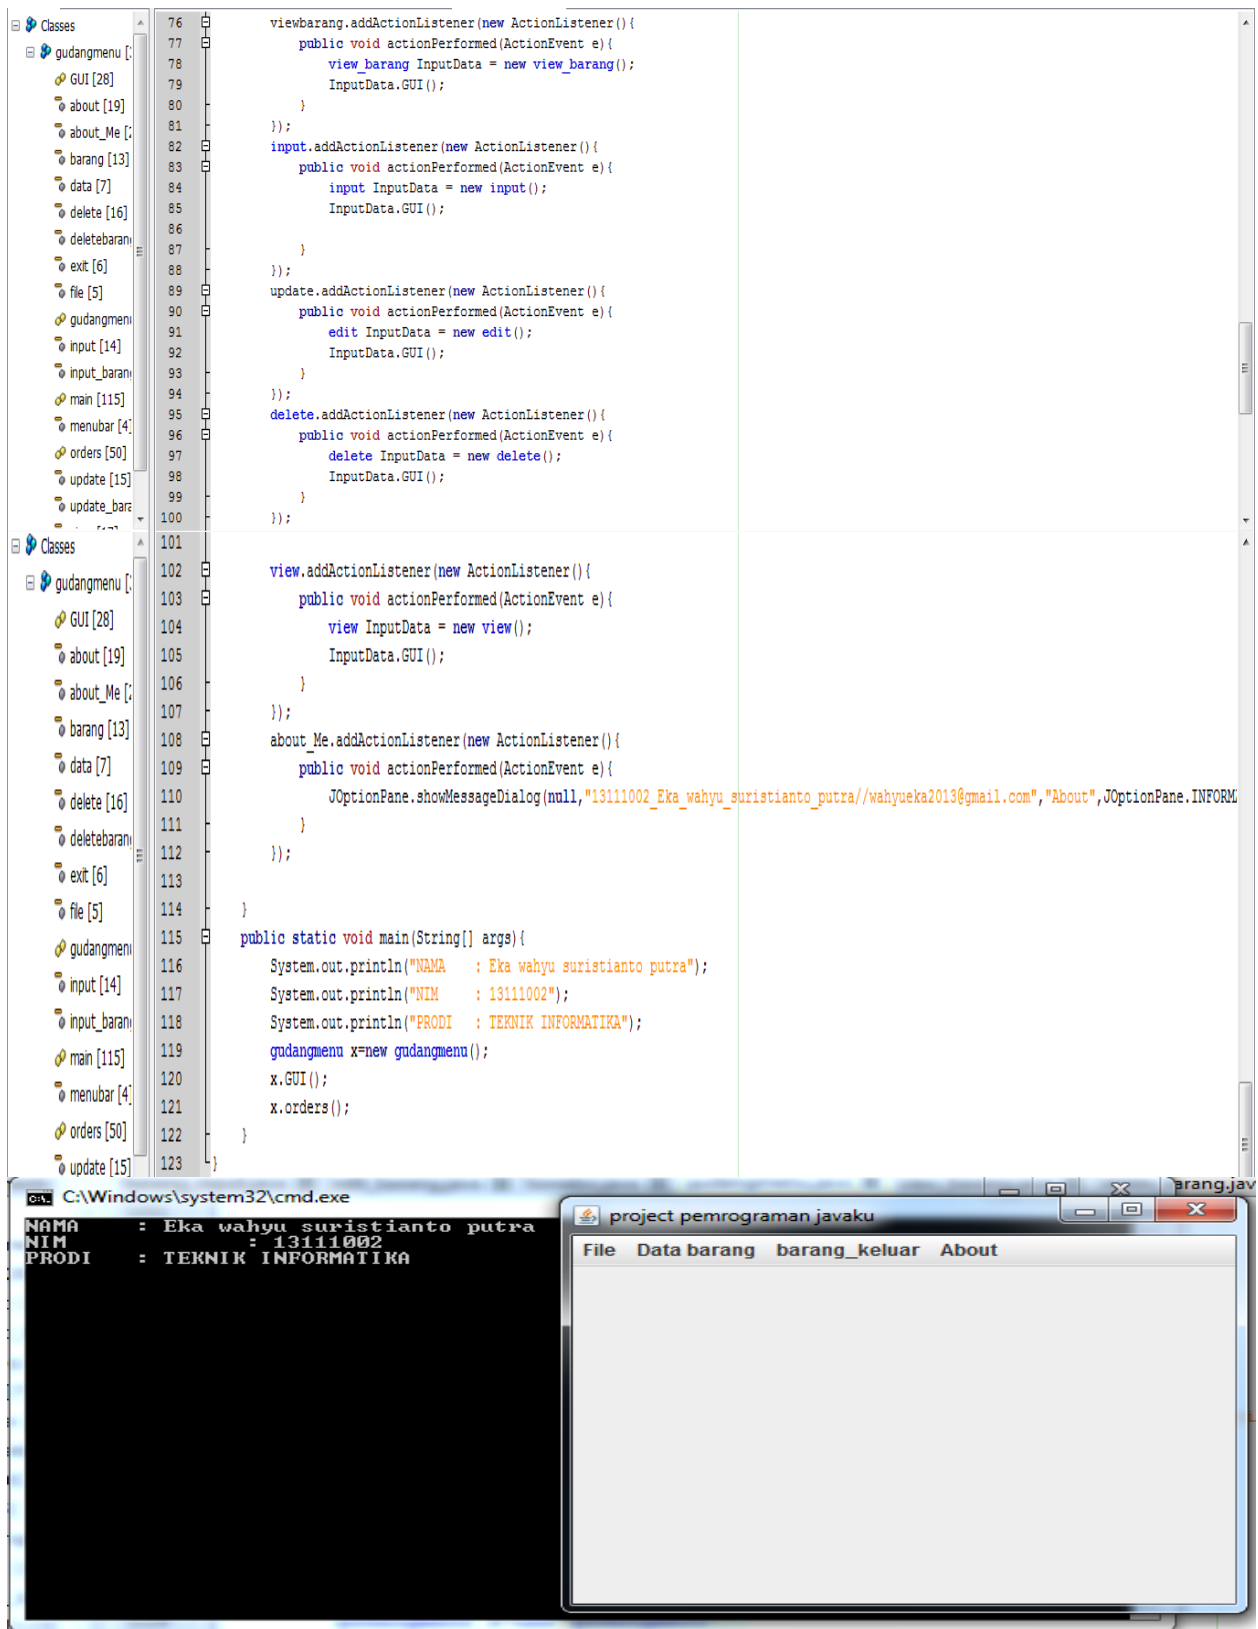 Classes
gudangmenu [
GUI [28]
about [19]
about_Me [
barang [13]
data [7]
delete [16]
deletebaran
exit [6]
file [5]
gudangmen
input [14]
input_baran
main [115]
menubar [4]
orders [50]
update [15]
update_bara
76 viewbarang.addActionListener(new ActionListener(){
77 public void actionPerformed(ActionEvent e){
78 view_barang InputData = new view_barang();
79 InputData.GUI();
80 }
81 });
82 input.addActionListener(new ActionListener(){
83 public void actionPerformed(ActionEvent e){
84 input InputData = new input();
85 InputData.GUI();
86
87 }
88 });
89 update.addActionListener(new ActionListener(){
90 public void actionPerformed(ActionEvent e){
91 edit InputData = new edit();
92 InputData.GUI();
93 }
94 });
95 delete.addActionListener(new ActionListener(){
96 public void actionPerformed(ActionEvent e){
97 delete InputData = new delete();
98 InputData.GUI();
99 }
100 });
Classes
gudangmenu [
GUI [28]
about [19]
about_Me [
barang [13]
data [7]
delete [16]
deletebaran
exit [6]
file [5]
gudangmen
input [14]
input_baran
main [115]
menubar [4]
orders [50]
update [15]
101
102 view.addActionListener(new ActionListener(){
103 public void actionPerformed(ActionEvent e){
104 view InputData = new view();
105 InputData.GUI();
106 }
107 });
108 about_Me.addActionListener(new ActionListener(){
109 public void actionPerformed(ActionEvent e){
110 JOptionPane.showMessageDialog(null,"13111002_Eka_wahyu_suristianto_putra//wahyueka2013@gmail.com","About",JOptionPane.INFORM
111 }
112 });
113
114 }
115 public static void main(String[] args){
116 System.out.println("NAMA : Eka wahyu suristianto putra");
117 System.out.println("NIM : 13111002");
118 System.out.println("PRODI : TEKNIK INFORMATIKA");
119 gudangmenu x=new gudangmenu();
120 x.GUI();
121 x.orders();
122 }
123 }
C:\Windows\system32\cmd.exe
arang.jav
NAMA : Eka wahyu suristianto putra
NIM : 13111002
PRODI : TEKNIK INFORMATIKA
project pemrograman javaku
File Data barang barang_keluar About